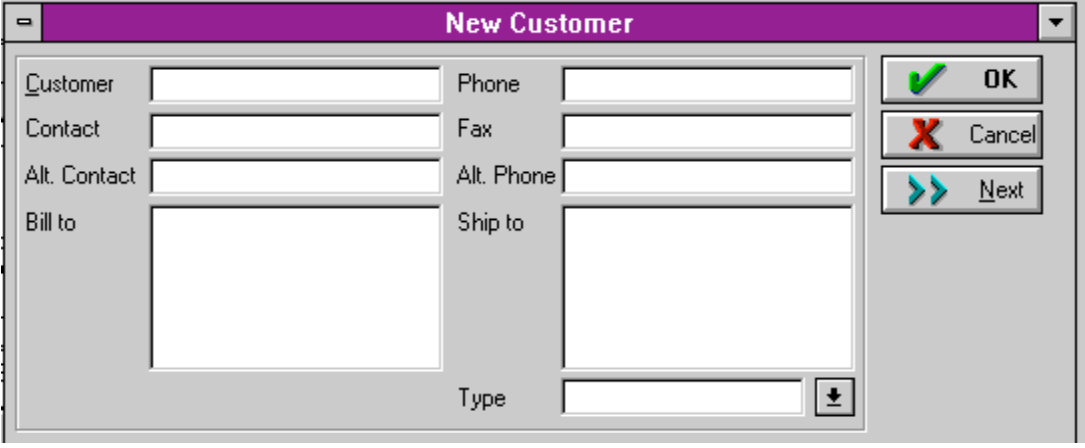 New Customer
Customer
Phone
OK
Contact
Fax
Cancel
Alt. Contact
Alt. Phone
Next
Bill to
Ship to
Type